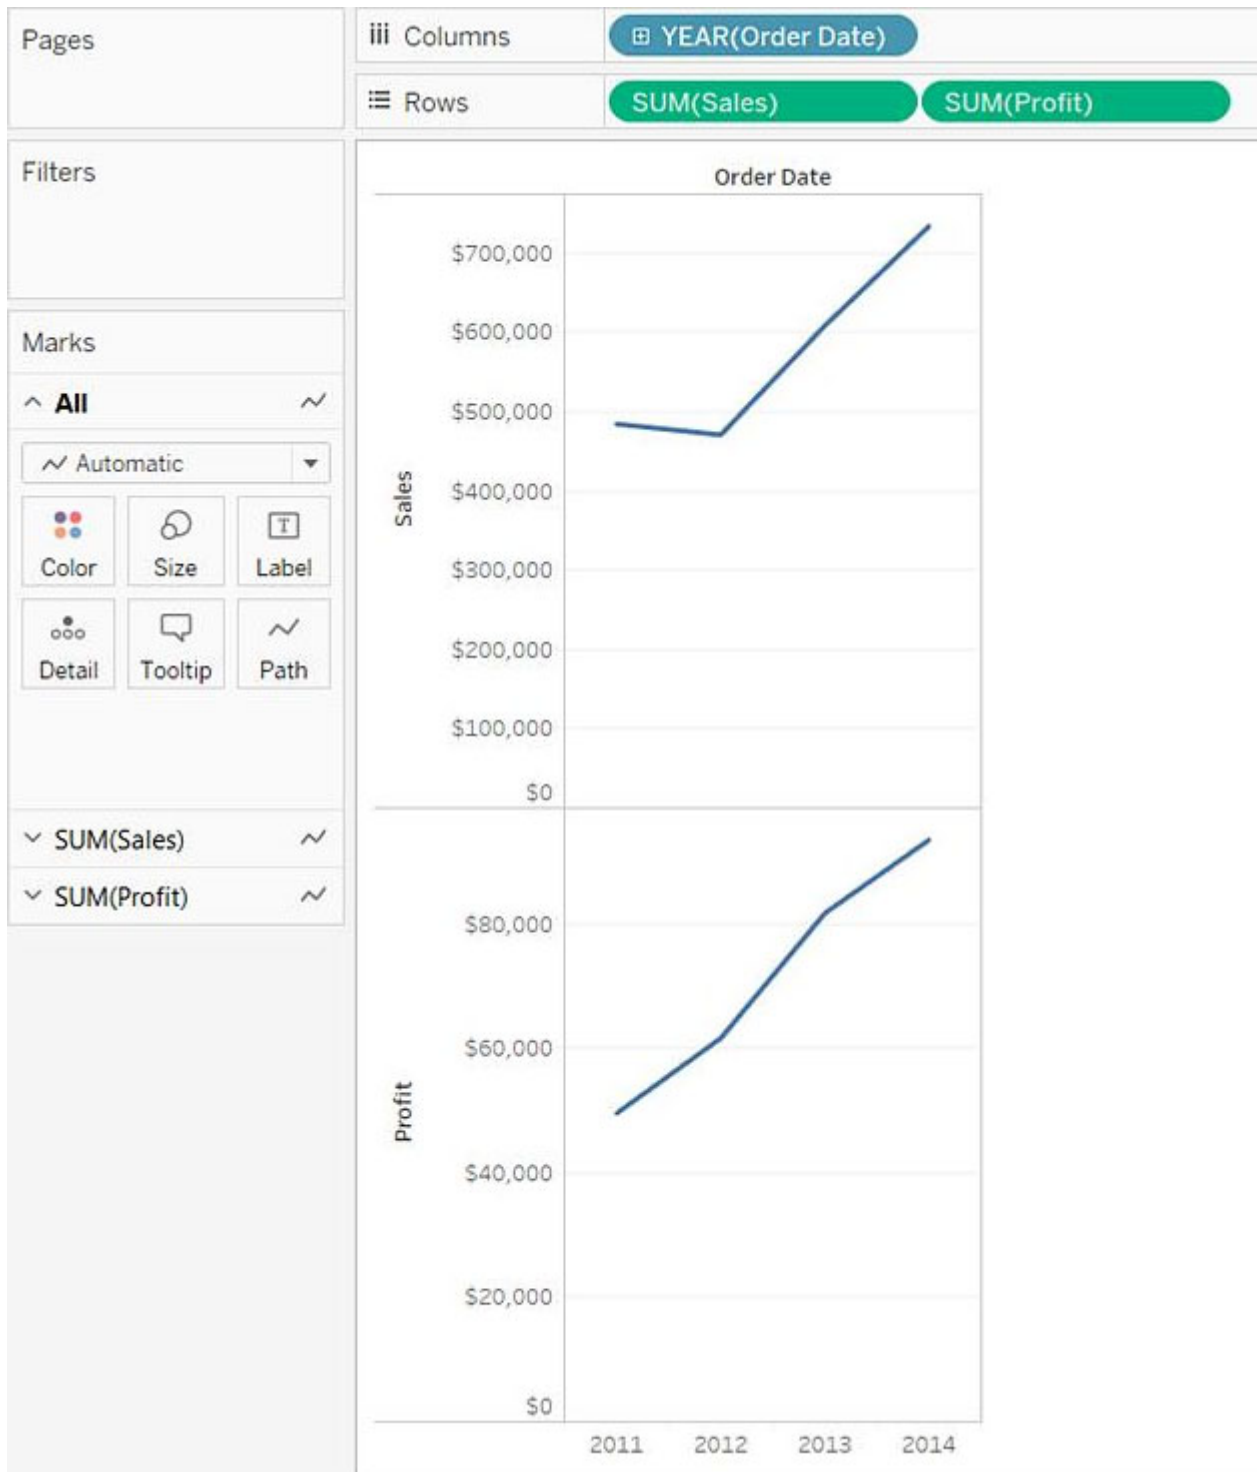 Pages
Columns
YEAR(Order Date)
Rows
SUM(Sales)
SUM(Profit)
Filters
Marks
All
Automatic
Color
Size
Label
Detail
Tooltip
Path
SUM(Sales)
SUM(Profit)
Order Date
Sales
$700,000
$600,000
$500,000
$400,000
$300,000
$200,000
$100,000
$0
Profit
$80,000
$60,000
$40,000
$20,000
$0
2011 2012 2013 2014